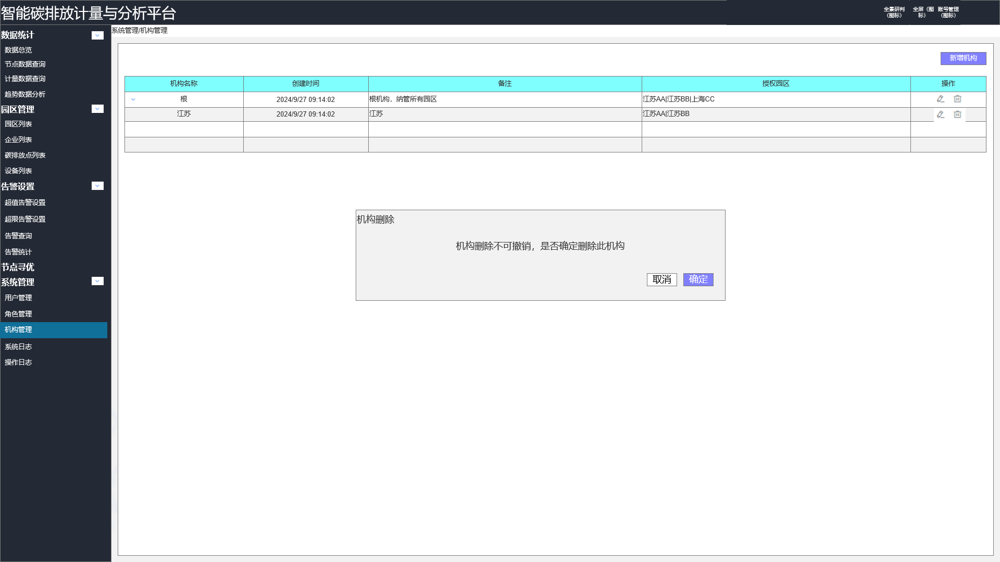 智能碳排放计量与分析平台
全景研判
（图标）
全屏（图
标）
账号管理
（图标）
系统管理/机构管理
数据统计
数据总览
节点数据查询
计量数据查询
趋势数据分析
园区管理
园区列表
企业列表
碳排放点列表
设备列表
告警设置
超值告警设置
超限告警设置
告警查询
告警统计
节点寻优
系统管理
用户管理
角色管理
机构管理
系统日志
操作日志
新增机构
机构名称 创建时间 备注 授权园区 操作
根 2024/9/27 09:14:02 根机构，纳管所有园区 江苏AA|江苏BB|上海CC
江苏 2024/9/27 09:14:02 江苏 江苏AA|江苏BB
机构删除
机构删除不可撤销，是否确定删除此机构
取消 确定